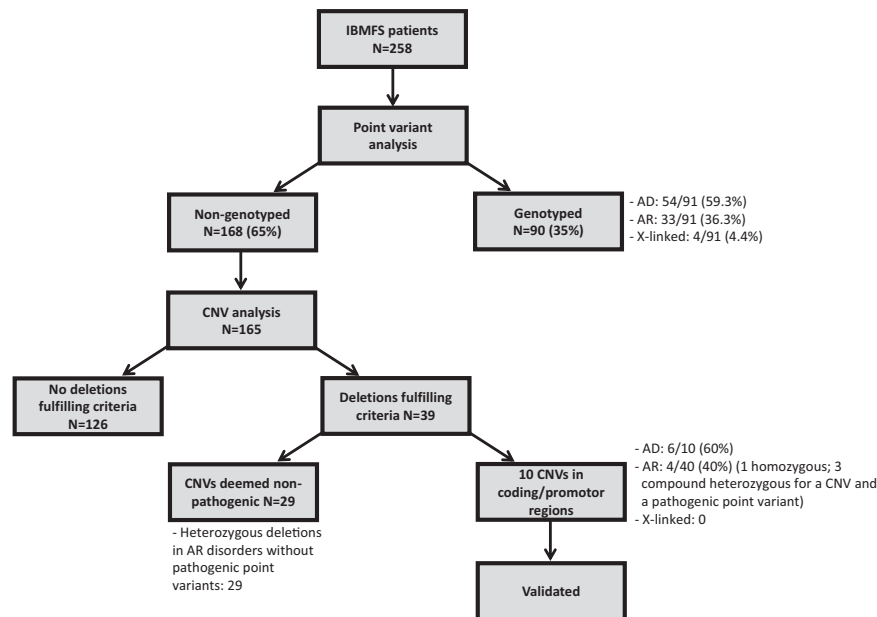 IBMFS patients
N=258
Point variant
analysis
Non-genotyped
N=168 (65%)
Genotyped
N=90 (35%)
- AD: 54/91 (59.3%)
- AR: 33/91 (36.3%)
- X-linked: 4/91 (4.4%)
CNV analysis
N=165
No deletions
fulfilling criteria
N=126
Deletions fulfilling
criteria N=39
CNVs deemed non-
pathogenic N=29
- Heterozygous deletions
in AR disorders without
pathogenic point
variants: 29
10 CNVs in
coding/promotor
regions
- AD: 6/10 (60%)
- AR: 4/40 (40%) (1 homozygous; 3
compound heterozygous for a CNV and
a pathogenic point variant)
- X-linked: 0
Validated